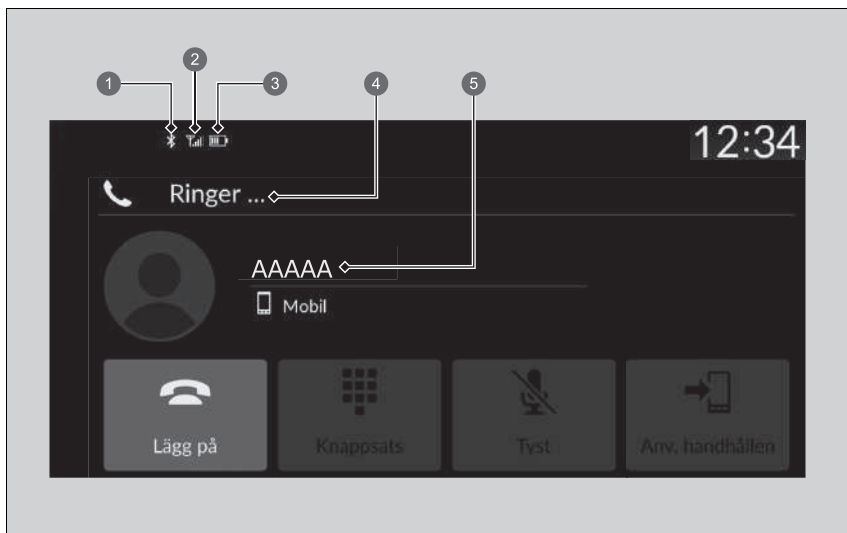 1
2
3
4
5
12:34
Ringer ...
AAAAA
Mobil
Lägg på
Knappsats
Tyst
Anv. handhållen